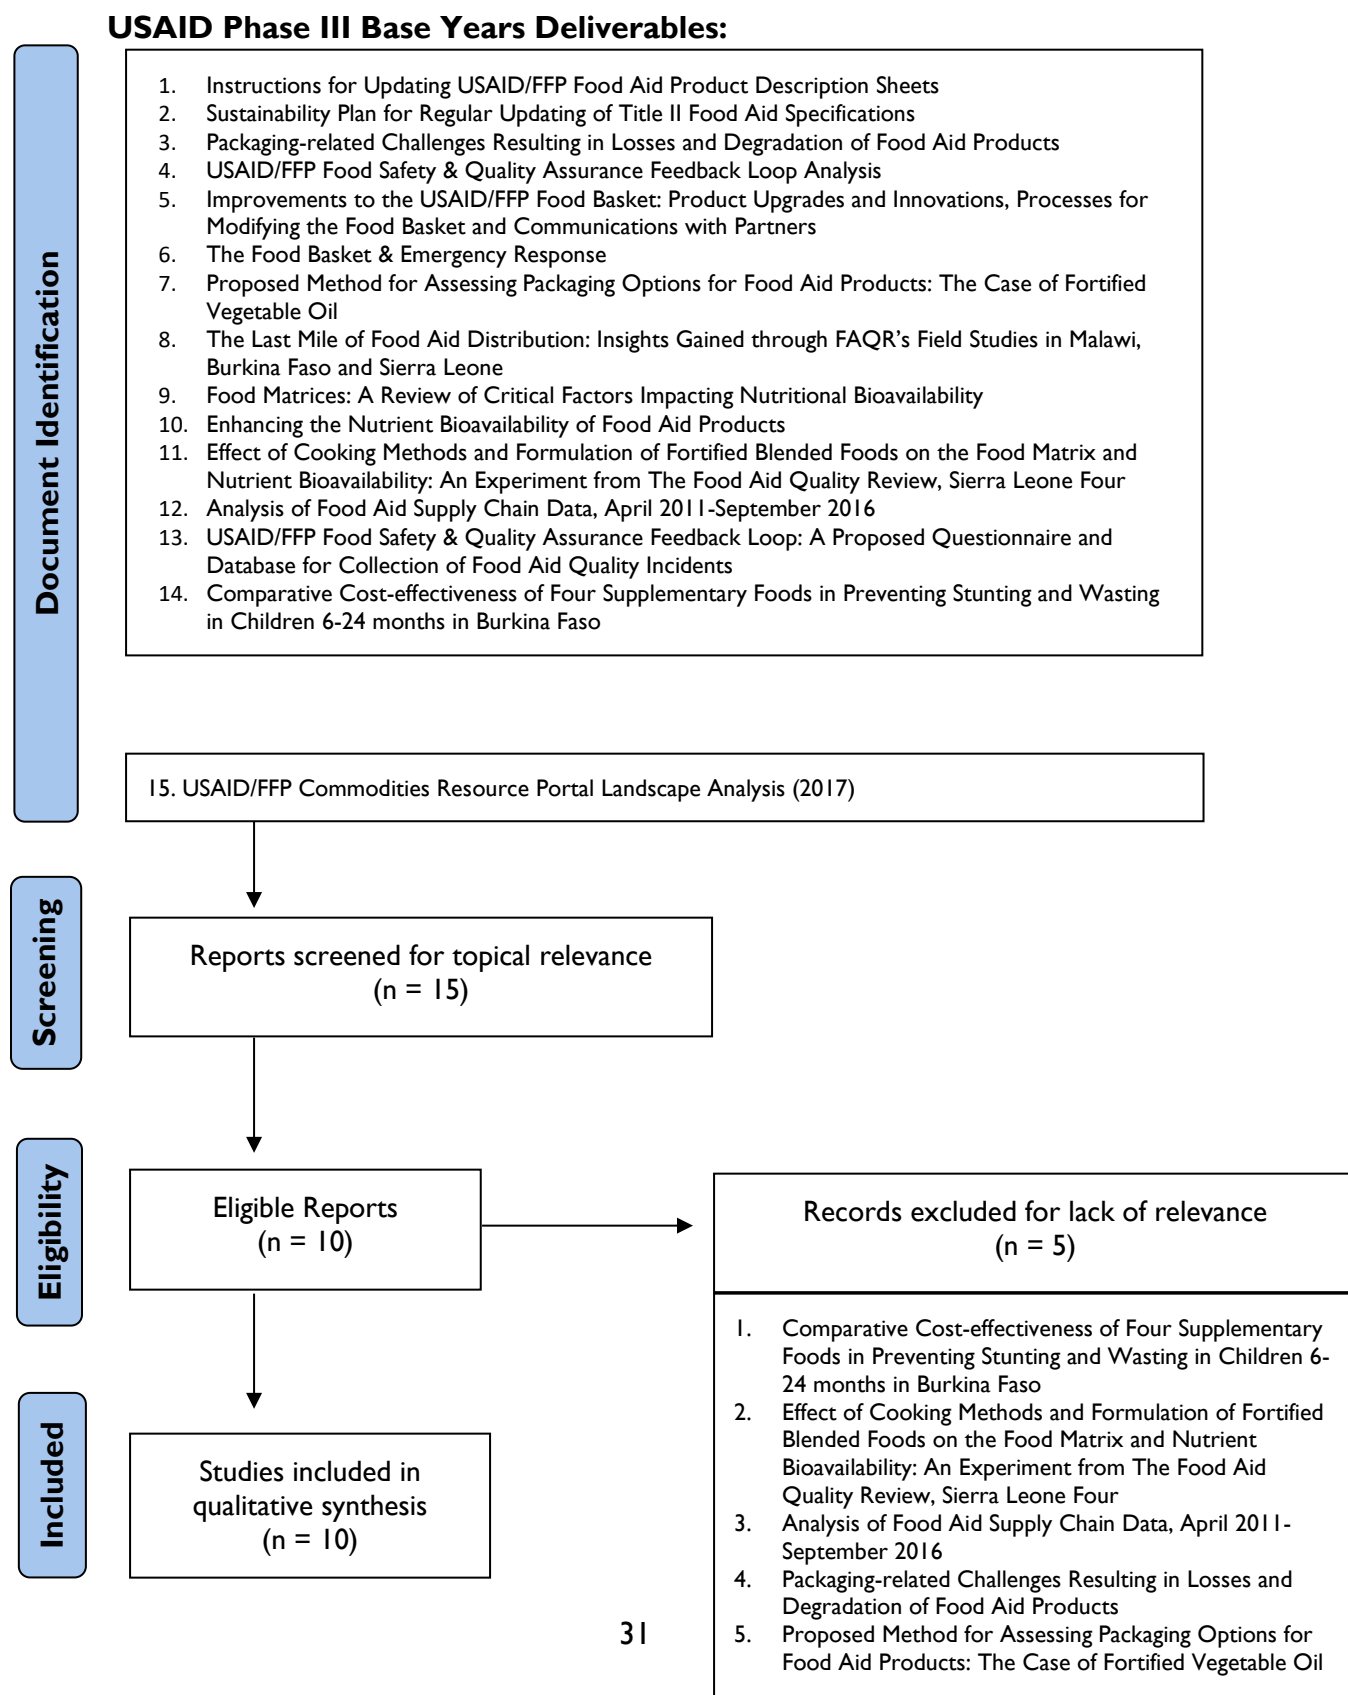 USAID Phase III Base Years Deliverables:
Document Identification
1. Instructions for Updating USAID/FFP Food Aid Product Description Sheets
2. Sustainability Plan for Regular Updating of Title II Food Aid Specifications
3. Packaging-related Challenges Resulting in Losses and Degradation of Food Aid Products
4. USAID/FFP Food Safety & Quality Assurance Feedback Loop Analysis
5. Improvements to the USAID/FFP Food Basket: Product Upgrades and Innovations, Processes for
Modifying the Food Basket and Communications with Partners
6. The Food Basket & Emergency Response
7. Proposed Method for Assessing Packaging Options for Food Aid Products: The Case of Fortified
Vegetable Oil
8. The Last Mile of Food Aid Distribution: Insights Gained through FAQR's Field Studies in Malawi,
Burkina Faso and Sierra Leone
9. Food Matrices: A Review of Critical Factors Impacting Nutritional Bioavailability
10. Enhancing the Nutrient Bioavailability of Food Aid Products
11. Effect of Cooking Methods and Formulation of Fortified Blended Foods on the Food Matrix and
Nutrient Bioavailability: An Experiment from The Food Aid Quality Review, Sierra Leone Four
12. Analysis of Food Aid Supply Chain Data, April 2011-September 2016
13. USAID/FFP Food Safety & Quality Assurance Feedback Loop: A Proposed Questionnaire and
Database for Collection of Food Aid Quality Incidents
14. Comparative Cost-effectiveness of Four Supplementary Foods in Preventing Stunting and Wasting
in Children 6-24 months in Burkina Faso
15. USAID/FFP Commodities Resource Portal Landscape Analysis (2017)
Screening
Reports screened for topical relevance
(n = 15)
Eligibility
Eligible Reports
(n = 10)
Records excluded for lack of relevance
(n = 5)
1. Comparative Cost-effectiveness of Four Supplementary
Foods in Preventing Stunting and Wasting in Children 6-
24 months in Burkina Faso
2. Effect of Cooking Methods and Formulation of Fortified
Blended Foods on the Food Matrix and Nutrient
Bioavailability: An Experiment from The Food Aid
Quality Review, Sierra Leone Four
3. Analysis of Food Aid Supply Chain Data, April 2011-
September 2016
4. Packaging-related Challenges Resulting in Losses and
Degradation of Food Aid Products
5. Proposed Method for Assessing Packaging Options for
Food Aid Products: The Case of Fortified Vegetable Oil
Included
Studies included in
qualitative synthesis
(n = 10)
31